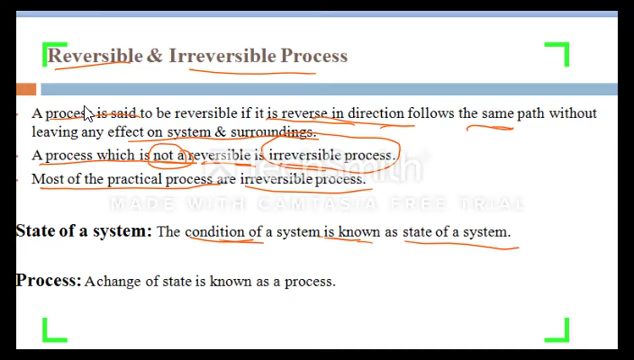 Reversible & Irreversible Process
A process is said to be reversible if it is reverse in direction follows the same path without
leaving any effect on system & surroundings.
A process which is not a reversible is irreversible process.
Most of the practical process are irreversible process.
TechSmith
MADE WITH CAMTASIA FREE TRIAL
State of a system: The condition of a system is known as state of a system.
Process: A change of state is known as a process.